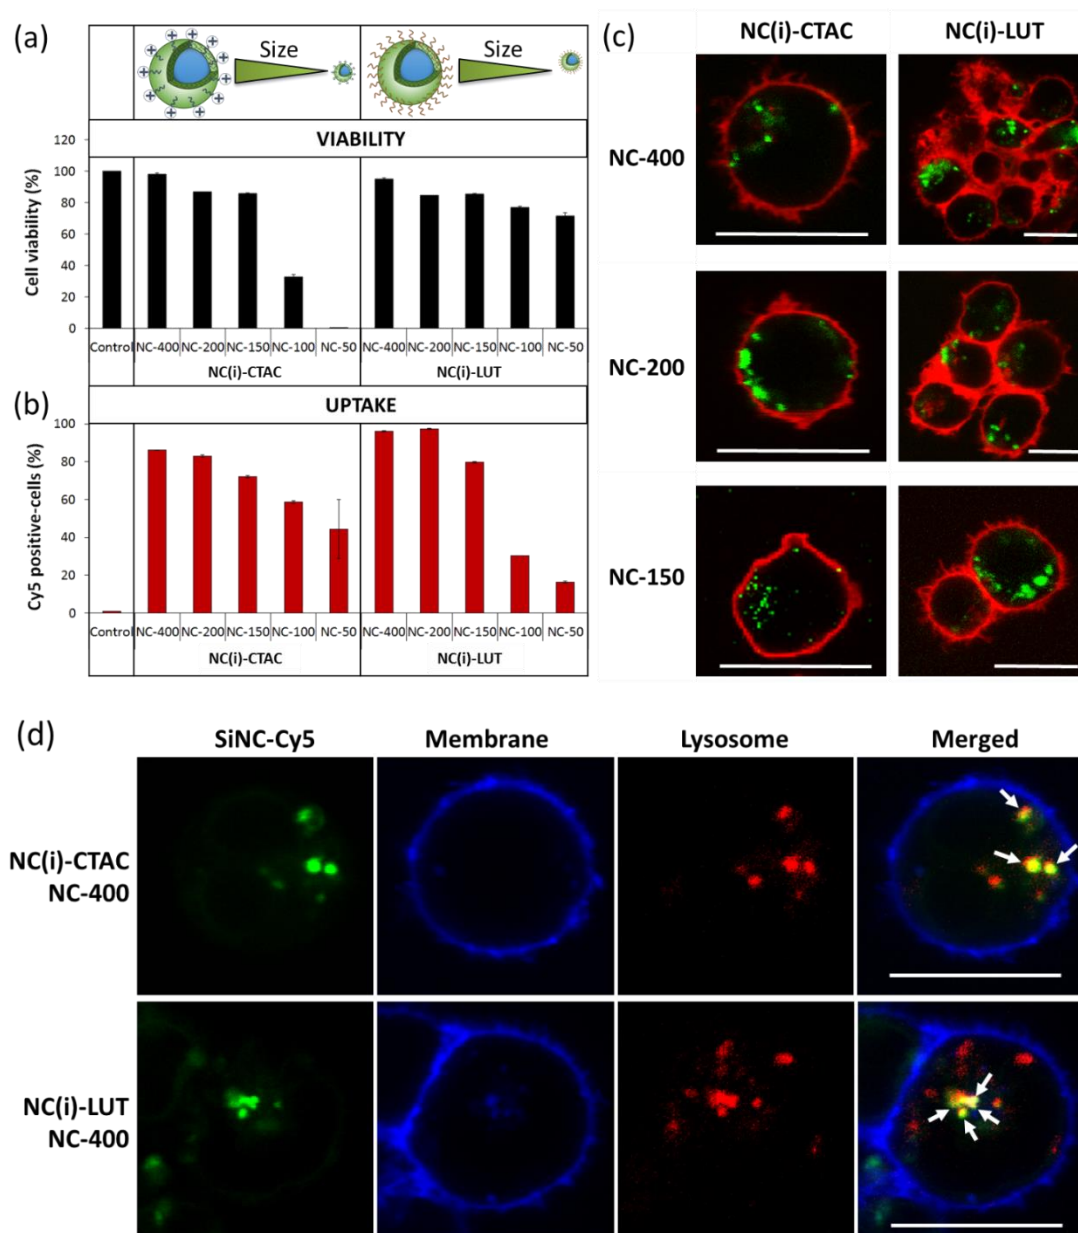 (a)
Size
Size
VIABILITY
Cell viability (%)
120
100
80
60
40
20
0
Control NC-400 NC-200 NC-150 NC-100 NC-50 NC-400 NC-200 NC-150 NC-100 NC-50
NC(i)-CTAC NC(i)-LUT
(b)
UPTAKE
Cy5 positive-cells (%)
100
80
60
40
20
0
Control NC-400 NC-200 NC-150 NC-100 NC-50 NC-400 NC-200 NC-150 NC-100 NC-50
NC(i)-CTAC NC(i)-LUT
(c)
NC(i)-CTAC NC(i)-LUT
NC-400
NC-200
NC-150
(d)
SiNC-Cy5 Membrane Lysosome Merged
NC(i)-CTAC
NC-400
NC(i)-LUT
NC-400